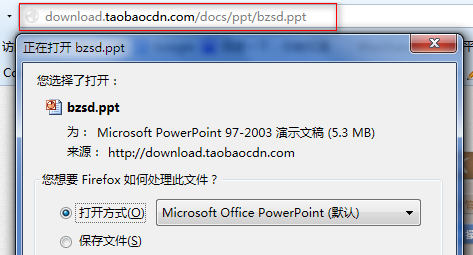 download.taobaocdn.com/docs/ppt/bzsd.ppt
正在打开 bzsd.ppt
您选择了打开：
bzsd.ppt
为： Microsoft PowerPoint 97-2003 演示文稿 (5.3 MB)
来源： http://download.taobaocdn.com
您想要 Firefox 如何处理此文件？
打开方式(O) Microsoft Office PowerPoint (默认)
保存文件(S)